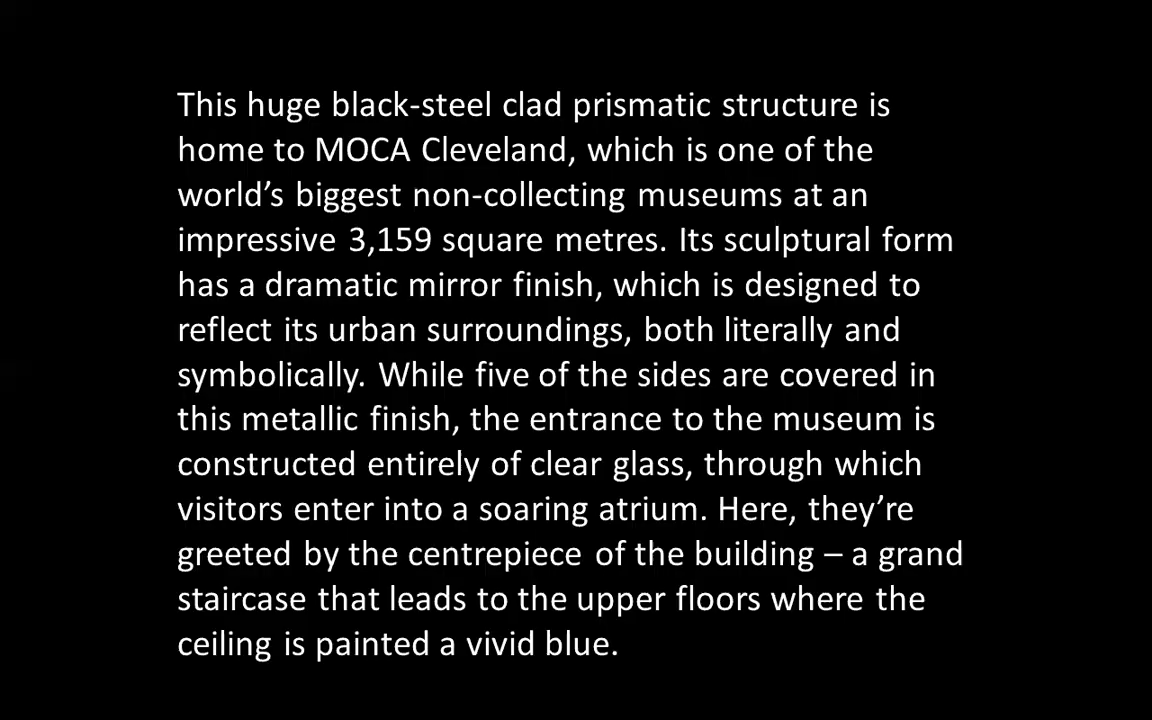 This huge black-steel clad prismatic structure is
home to MOCA Cleveland, which is one of the
world’s biggest non-collecting museums at an
impressive 3,159 square metres. Its sculptural form
has a dramatic mirror finish, which is designed to
reflect its urban surroundings, both literally and
symbolically. While five of the sides are covered in
this metallic finish, the entrance to the museum is
constructed entirely of clear glass, through which
visitors enter into a soaring atrium. Here, they’re
greeted by the centrepiece of the building – a grand
staircase that leads to the upper floors where the
ceiling is painted a vivid blue.